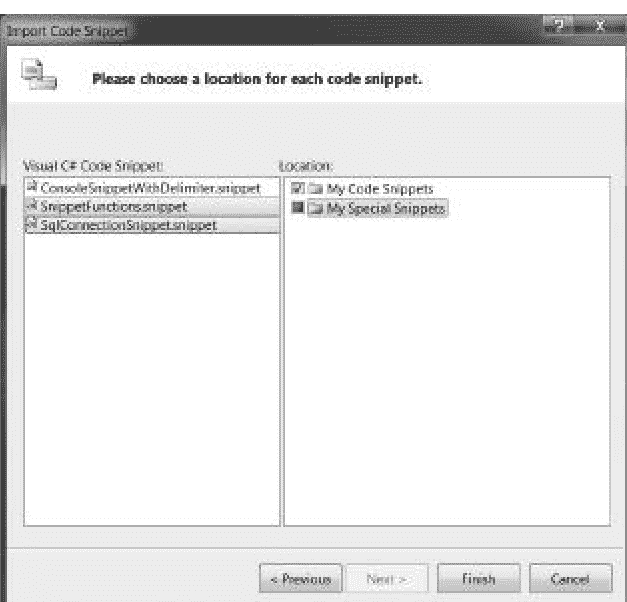 Import Code Snippet
Please choose a location for each code snippet.
Visual C# Code Snippet:
Location:
ConsoleSnippetWithDelimiter.snippet
SnippetFunctions.snippet
SqlConnectionSnippet.snippet
My Code Snippets
My Special Snippets
< Previous
Next >
Finish
Cancel